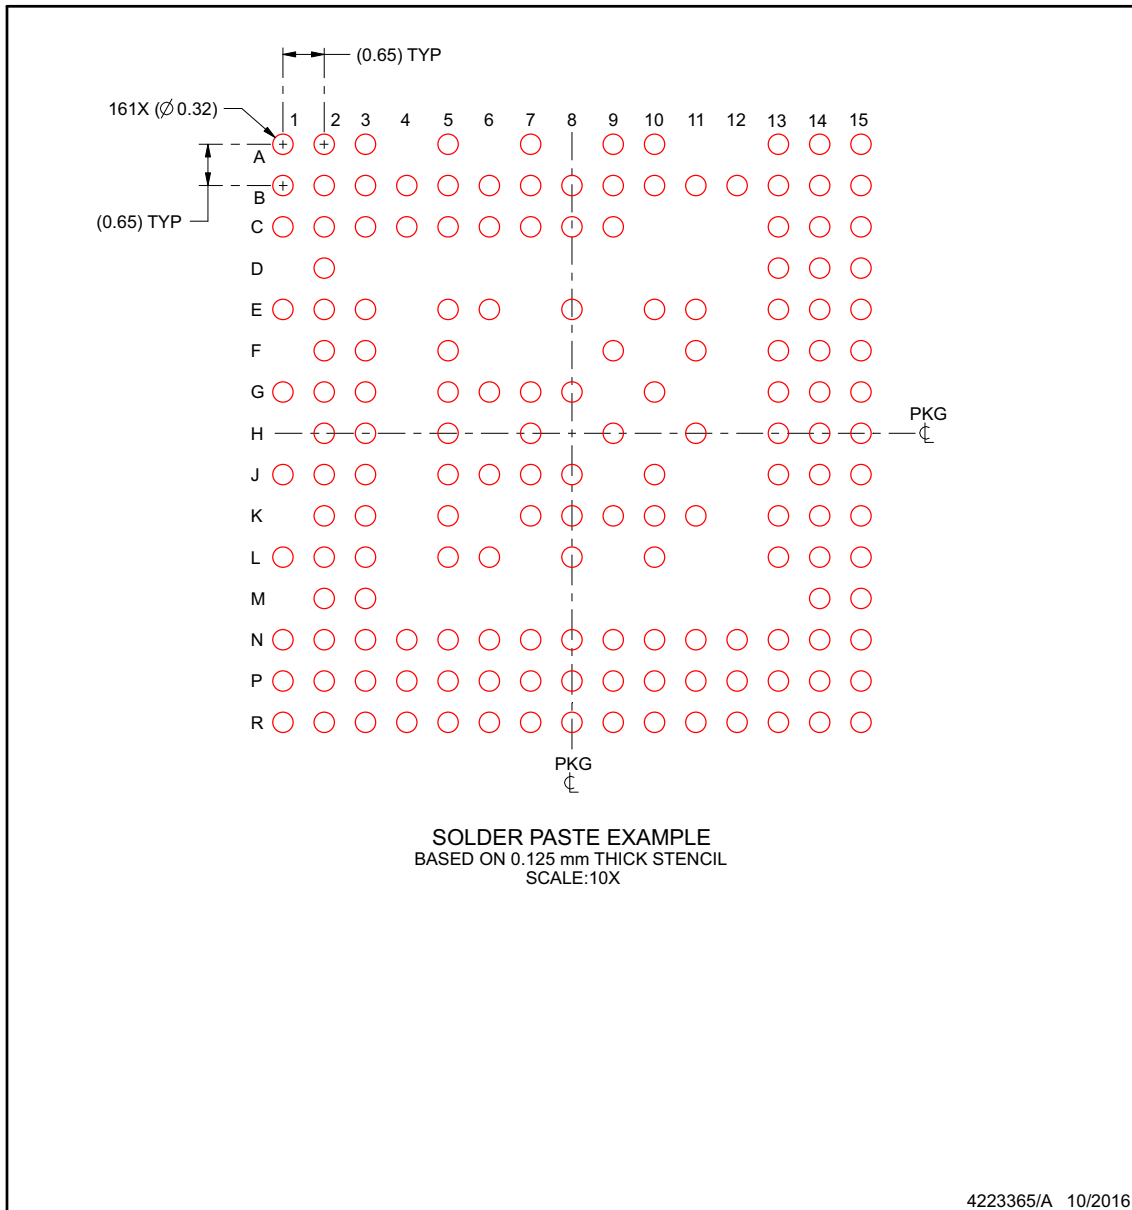 (0.65) TYP
161X (∅ 0.32)
1 2 3 4 5 6 7 8 9 10 11 12 13 14 15
A
B
(0.65) TYP
C
D
E
F
G
PKG
H
J
K
L
M
N
P
R
PKG
SOLDER PASTE EXAMPLE
BASED ON 0.125 mm THICK STENCIL
SCALE:10X
4223365/A 10/2016